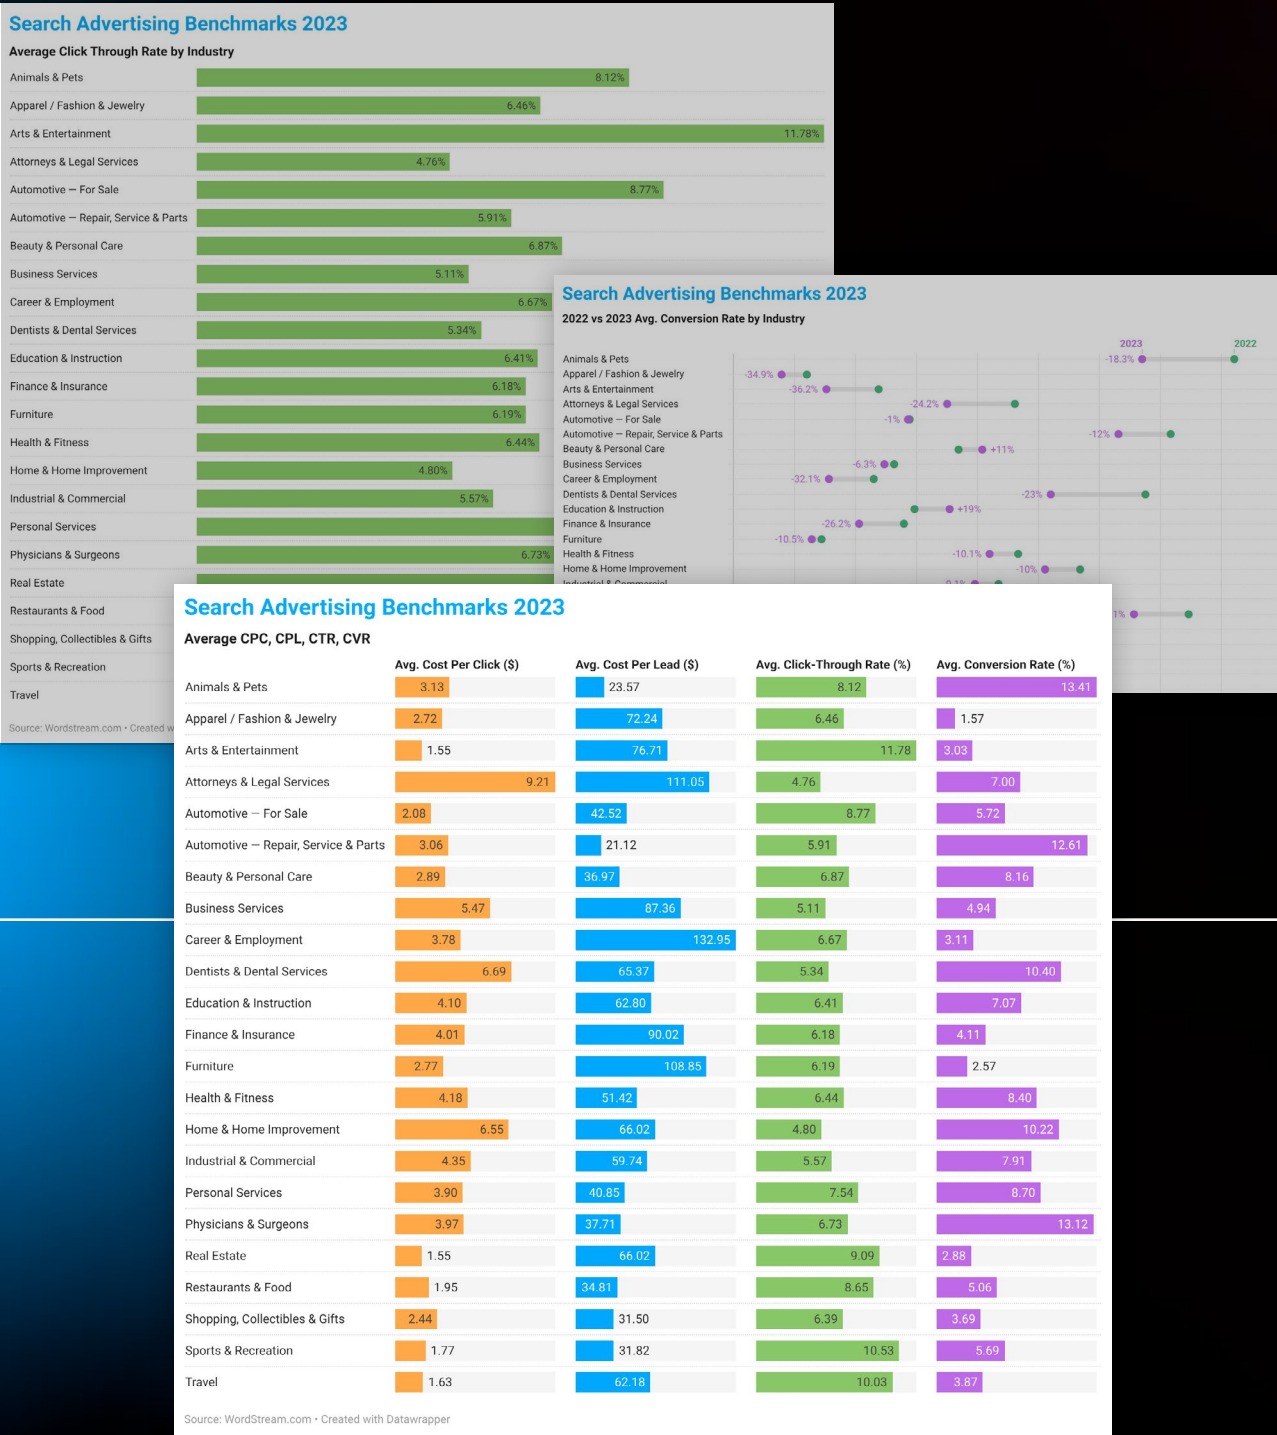 Search Advertising Benchmarks 2023
Average Click Through Rate by Industry
Animals & Pets 8.12%
Apparel / Fashion & Jewelry 6.46%
Arts & Entertainment 11.78%
Attorneys & Legal Services 4.76%
Automotive — For Sale 8.77%
Automotive — Repair, Service & Parts 5.91%
Beauty & Personal Care 6.87%
Business Services 5.11%
Career & Employment 6.67%
Dentists & Dental Services 5.34%
Education & Instruction 6.41%
Finance & Insurance 6.18%
Furniture 6.19%
Health & Fitness 6.44%
Home & Home Improvement 4.80%
Industrial & Commercial 5.57%
Personal Services
Physicians & Surgeons 6.73%
Real Estate
Restaurants & Food
Shopping, Collectibles & Gifts
Sports & Recreation
Travel
Source: Wordstream.com • Created w
Search Advertising Benchmarks 2023
2022 vs 2023 Avg. Conversion Rate by Industry
2023 2022
Animals & Pets -18.3%
Apparel / Fashion & Jewelry -34.9%
Arts & Entertainment -36.2%
Attorneys & Legal Services -24.2%
Automotive — For Sale -1%
Automotive — Repair, Service & Parts -12%
Beauty & Personal Care +11%
Business Services -6.3%
Career & Employment -32.1%
Dentists & Dental Services -23%
Education & Instruction +19%
Finance & Insurance -26.2%
Furniture -10.5%
Health & Fitness -10.1%
Home & Home Improvement -10%
Industrial & Commercial
1%
Search Advertising Benchmarks 2023
Average CPC, CPL, CTR, CVR
Avg. Cost Per Click ($) Avg. Cost Per Lead ($) Avg. Click-Through Rate (%) Avg. Conversion Rate (%)
Animals & Pets 3.13 23.57 8.12 13.41
Apparel / Fashion & Jewelry 2.72 72.24 6.46 1.57
Arts & Entertainment 1.55 76.71 11.78 3.03
Attorneys & Legal Services 9.21 111.05 4.76 7.00
Automotive — For Sale 2.08 42.52 8.77 5.72
Automotive — Repair, Service & Parts 3.06 21.12 5.91 12.61
Beauty & Personal Care 2.89 36.97 6.87 8.16
Business Services 5.47 87.36 5.11 4.94
Career & Employment 3.78 132.95 6.67 3.11
Dentists & Dental Services 6.69 65.37 5.34 10.40
Education & Instruction 4.10 62.80 6.41 7.07
Finance & Insurance 4.01 90.02 6.18 4.11
Furniture 2.77 108.85 6.19 2.57
Health & Fitness 4.18 51.42 6.44 8.40
Home & Home Improvement 6.55 66.02 4.80 10.22
Industrial & Commercial 4.35 59.74 5.57 7.91
Personal Services 3.90 40.85 7.54 8.70
Physicians & Surgeons 3.97 37.71 6.73 13.12
Real Estate 1.55 66.02 9.09 2.88
Restaurants & Food 1.95 34.81 8.65 5.06
Shopping, Collectibles & Gifts 2.44 31.50 6.39 3.69
Sports & Recreation 1.77 31.82 10.53 5.69
Travel 1.63 62.18 10.03 3.87
Source: WordStream.com • Created with Datawrapper